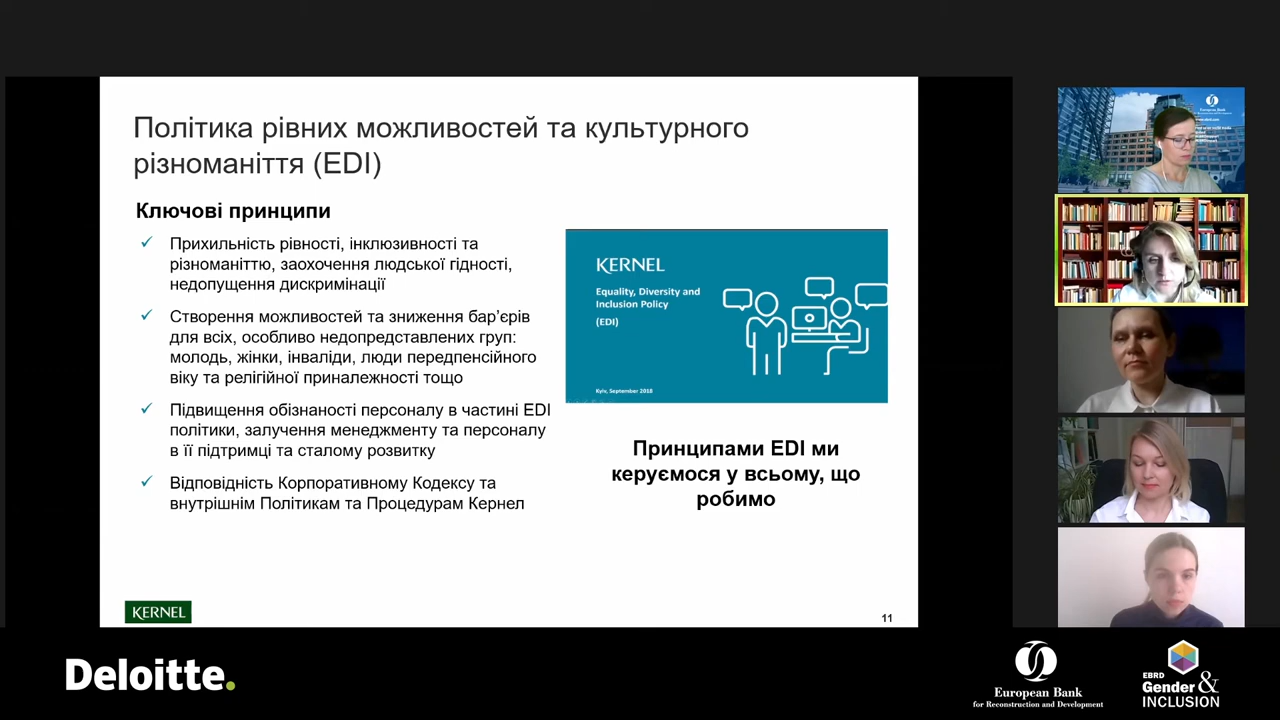 Політика рівних можливостей та культурного
різноманіття (EDI)
Ключові принципи
Прихильність рівності, інклюзивності та
різноманіттю, заохочення людської гідності,
недопущення дискримінації
Створення можливостей та зниження бар’єрів
для всіх, особливо недопредставлених груп:
молодь, жінки, інваліди, люди передпенсійного
віку та релігійної приналежності тощо
Підвищення обізнаності персоналу в частині EDI
політики, залучення менеджменту та персоналу
в її підтримці та сталому розвитку
Відповідність Корпоративному Кодексу та
внутрішнім Політикам та Процедурам Кернел
KERNEL
Equality, Diversity and
Inclusion Policy
(EDI)
Kyiv, September 2018
Принципами EDI ми
керуємося у всьому, що
робимо
KERNEL
11
European Bank
Deloitte.
European Bank
for Reconstruction and Development
EBRD
Gender &
INCLUSION